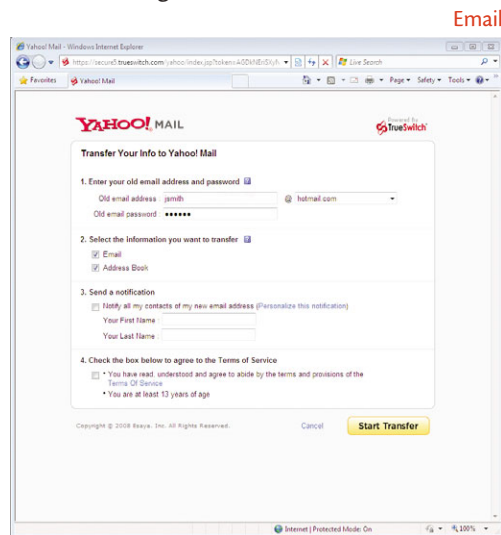 Email
Yahoo! Mail - Windows Internet Explorer
trueswitch.com
Live Search
Favorites Yahoo! Mail Page Safety Tools
YAHOO! MAIL
Powered By
TrueSwitch
Transfer Your Info to Yahoo! Mail
1. Enter your old email address and password
Old email address : jsmith @ hotmail.com
Old email password : ••••••
2. Select the information you want to transfer
Email
Address Book
3. Send a notification
Notify all my contacts of my new email address (Personalize this notification)
Your First Name :
Your Last Name :
4. Check the box below to agree to the Terms of Service
• You have read, understood and agree to abide by the terms and provisions of the
Terms Of Service
• You are at least 13 years of age
Copyright © 2008 Esaya, Inc. All Rights Reserved.
Cancel Start Transfer
Internet | Protected Mode: On 100%